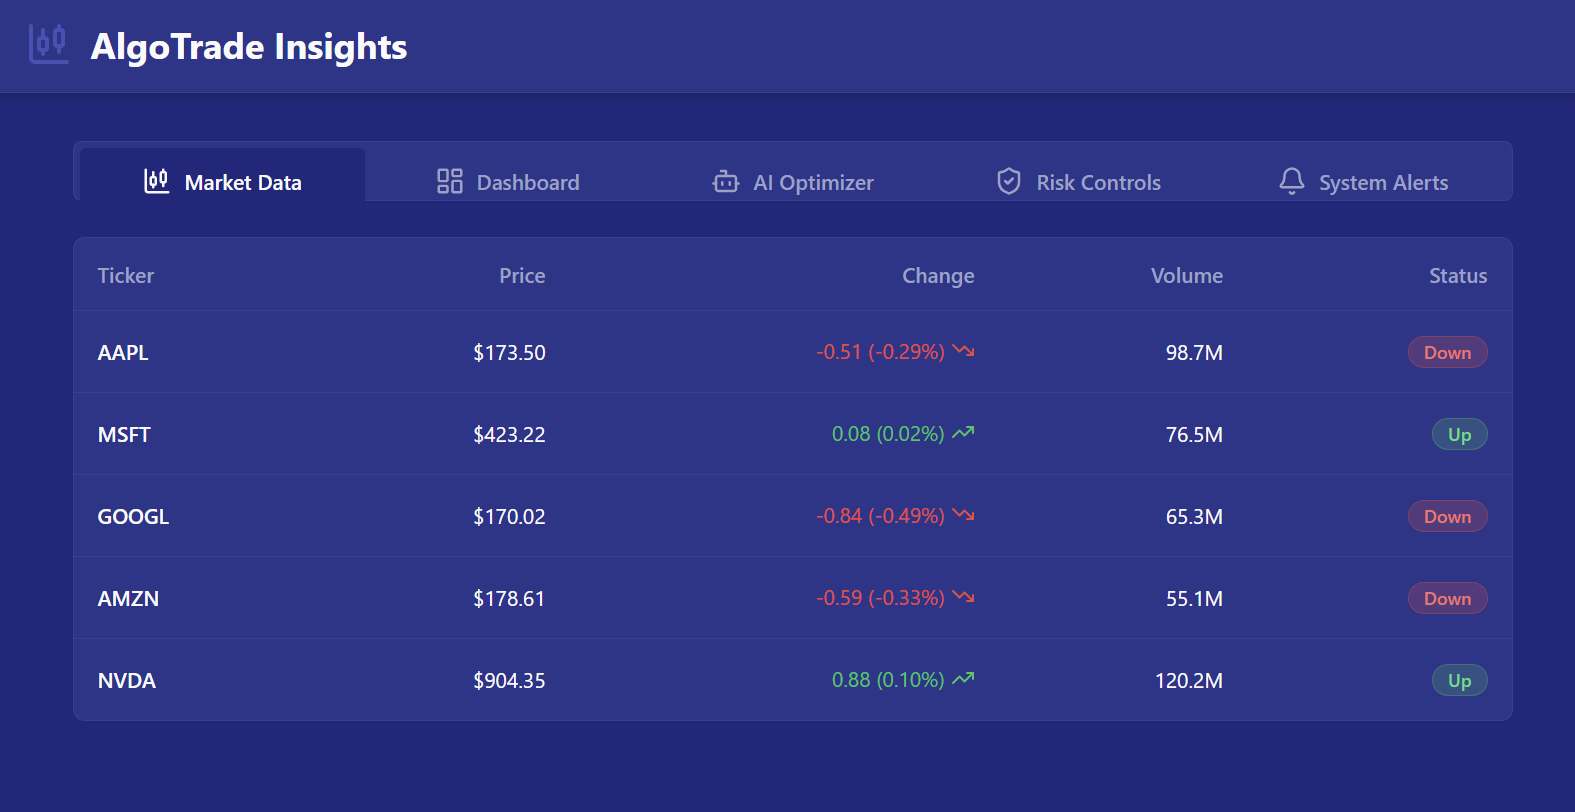 AlgoTrade Insights
Market Data Dashboard AI Optimizer Risk Controls System Alerts
Ticker Price Change Volume Status
AAPL $173.50 -0.51 (-0.29%) 98.7M Down
MSFT $423.22 0.08 (0.02%) 76.5M Up
GOOGL $170.02 -0.84 (-0.49%) 65.3M Down
AMZN $178.61 -0.59 (-0.33%) 55.1M Down
NVDA $904.35 0.88 (0.10%) 120.2M Up